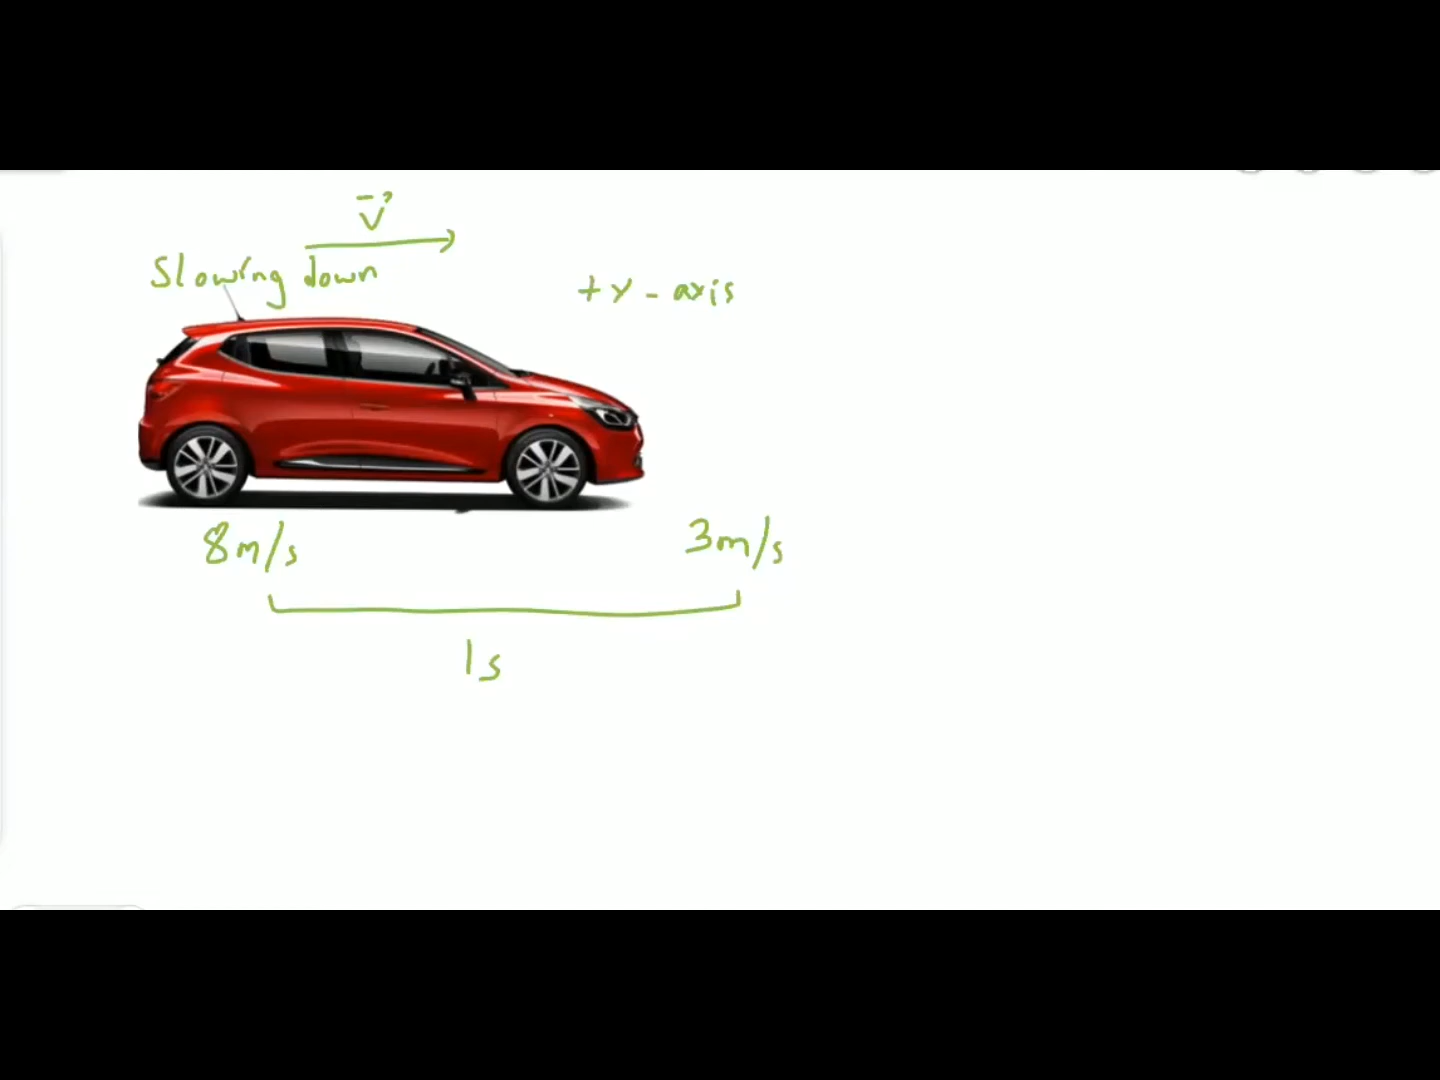 V
Slowing down
+x-axis
8m/s
3m/s
1s